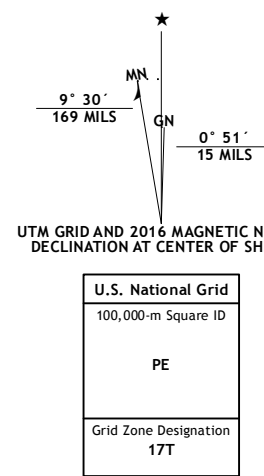 ★
MN
9° 30´
169 MILS
GN
0° 51´
15 MILS
UTM GRID AND 2016 MAGNETIC N
DECLINATION AT CENTER OF SH
U.S. National Grid
100,000-m Square ID
PE
Grid Zone Designation
17T